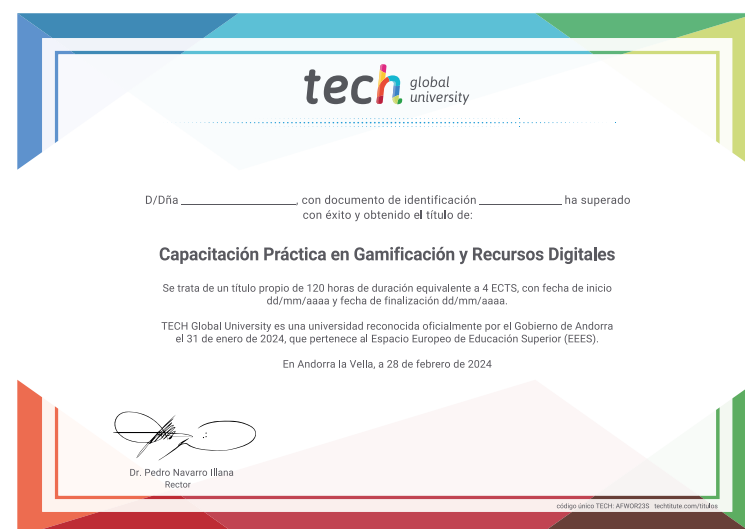 tech global university
D/Dña ____________________, con documento de identificación ______________ ha superado
con éxito y obtenido el título de:
Capacitación Práctica en Gamificación y Recursos Digitales
Se trata de un título propio de 120 horas de duración equivalente a 4 ECTS, con fecha de inicio
dd/mm/aaaa y fecha de finalización dd/mm/aaaa.
TECH Global University es una universidad reconocida oficialmente por el Gobierno de Andorra
el 31 de enero de 2024, que pertenece al Espacio Europeo de Educación Superior (EEES).
En Andorra la Vella, a 28 de febrero de 2024
Dr. Pedro Navarro Illana
Rector
código único TECH: AFWOR23S techtitute.com/titulos